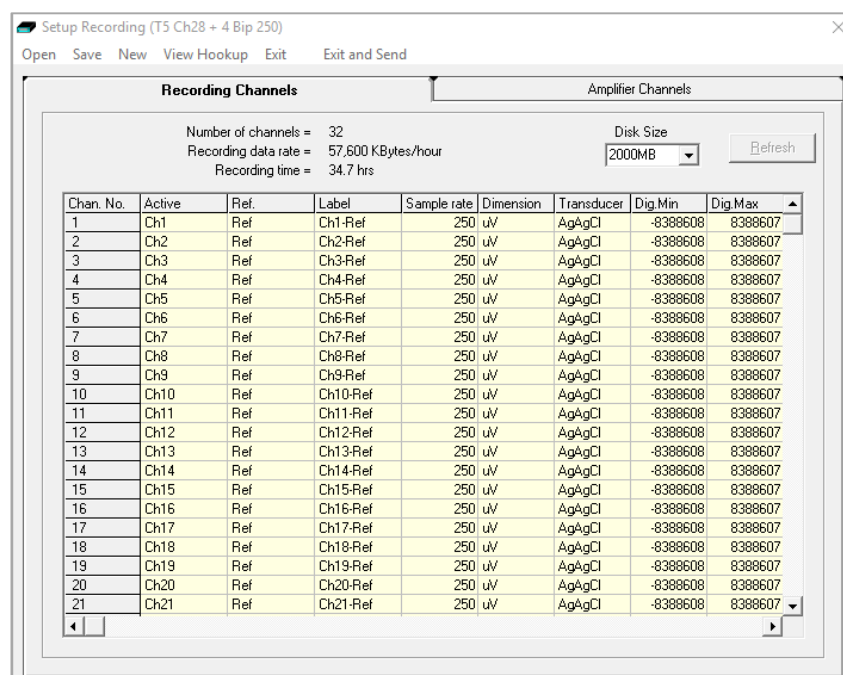 Setup Recording (T5 Ch28 + 4 Bip 250)
Open Save New View Hookup Exit Exit and Send
Recording Channels Amplifier Channels
Number of channels = 32 Disk Size
Recording data rate = 57,600 KBytes/hour 2000MB Refresh
Recording time = 34.7 hrs
Chan. No. Active Ref. Label Sample rate Dimension Transducer Dig.Min Dig.Max
1 Ch1 Ref Ch1-Ref 250 uV AgAgCl -8388608 8388607
2 Ch2 Ref Ch2-Ref 250 uV AgAgCl -8388608 8388607
3 Ch3 Ref Ch3-Ref 250 uV AgAgCl -8388608 8388607
4 Ch4 Ref Ch4-Ref 250 uV AgAgCl -8388608 8388607
5 Ch5 Ref Ch5-Ref 250 uV AgAgCl -8388608 8388607
6 Ch6 Ref Ch6-Ref 250 uV AgAgCl -8388608 8388607
7 Ch7 Ref Ch7-Ref 250 uV AgAgCl -8388608 8388607
8 Ch8 Ref Ch8-Ref 250 uV AgAgCl -8388608 8388607
9 Ch9 Ref Ch9-Ref 250 uV AgAgCl -8388608 8388607
10 Ch10 Ref Ch10-Ref 250 uV AgAgCl -8388608 8388607
11 Ch11 Ref Ch11-Ref 250 uV AgAgCl -8388608 8388607
12 Ch12 Ref Ch12-Ref 250 uV AgAgCl -8388608 8388607
13 Ch13 Ref Ch13-Ref 250 uV AgAgCl -8388608 8388607
14 Ch14 Ref Ch14-Ref 250 uV AgAgCl -8388608 8388607
15 Ch15 Ref Ch15-Ref 250 uV AgAgCl -8388608 8388607
16 Ch16 Ref Ch16-Ref 250 uV AgAgCl -8388608 8388607
17 Ch17 Ref Ch17-Ref 250 uV AgAgCl -8388608 8388607
18 Ch18 Ref Ch18-Ref 250 uV AgAgCl -8388608 8388607
19 Ch19 Ref Ch19-Ref 250 uV AgAgCl -8388608 8388607
20 Ch20 Ref Ch20-Ref 250 uV AgAgCl -8388608 8388607
21 Ch21 Ref Ch21-Ref 250 uV AgAgCl -8388608 8388607